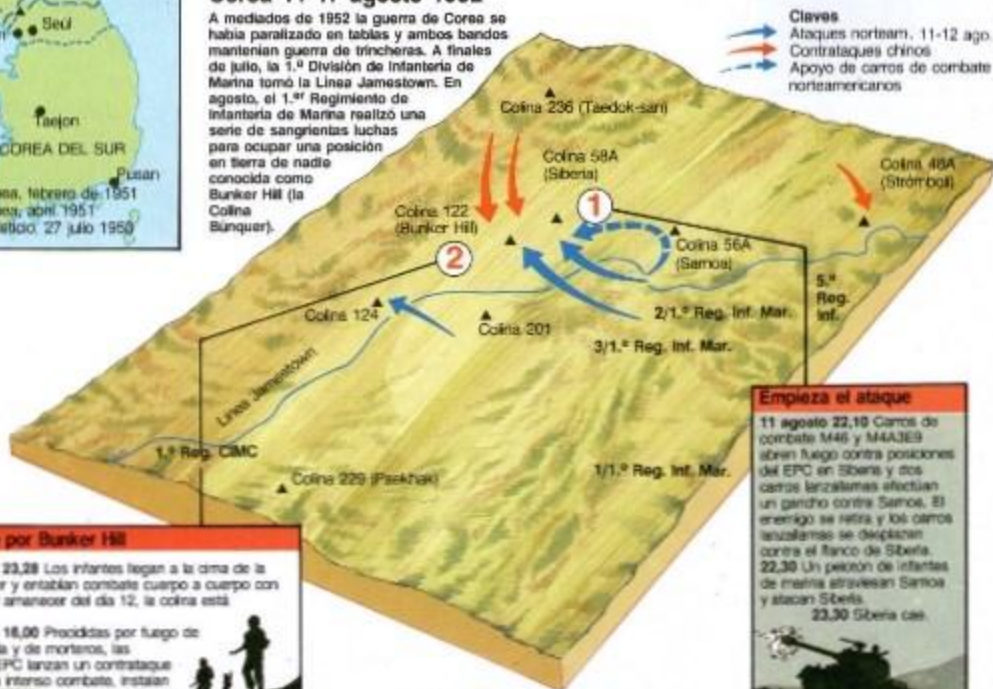 Seúl
Taejon
COREA DEL SUR
Pusan
febrero de 1951
abril 1951
27 julio 1950
A mediados de 1952 la guerra de Corea se
había paralizado en tablas y ambos bandos
mantenían guerra de trincheras. A finales
de julio, la 1.ª División de Infantería de
Marina tomó la Línea Jamestown. En
agosto, el 1.er Regimiento de
Infantería de Marina realizó una
serie de sangrientas luchas
para ocupar una posición
en tierra de nadie
conocida como
Bunker Hill (la
Colina
Búnquer).
Claves
Ataques norteam. 11-12 ago.
Contrataques chinos
Apoyo de carros de combate
norteamericanos
Colina 236 (Taedok-san)
Colina 58A
(Siberia)
Colina 48A
(Strómboli)
Colina 122
(Bunker Hill)
1
2
Colina 56A
(Samoa)
5.º
Reg.
Inf.
Colina 124
Colina 201
2/1.º Reg. Inf. Mar.
3/1.º Reg. Inf. Mar.
Línea Jamestown
1.º Reg. CIMC
Colina 229 (Paekhak)
1/1.º Reg. Inf. Mar.
Empieza el ataque
11 agosto 22,10 Carros de
combate M46 y M4A3E9
abren fuego contra posiciones
del EPC en Siberia y dos
carros lanzallamas efectúan
un gancho contra Samoa. El
enemigo se retira y los carros
lanzallamas se desplazan
contra el flanco de Siberia.
22,30 Un pelotón de infantes
de marina atraviesan Samoa
y atacan Siberia.
23,30 Siberia cae.
por Bunker Hill
23,28 Los infantes llegan a la cima de la
y entablan combate cuerpo a cuerpo con
amanecer del día 12, la colina está
16,00 Precididas por fuego de
y de morteros, las
EPC lanzan un contrataque
intenso combate, instalan